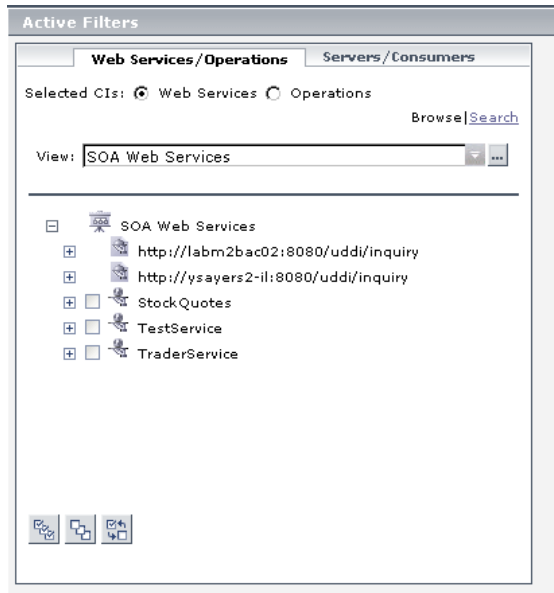 Active Filters
Web Services/Operations Servers/Consumers
Selected CIs: Web Services Operations
Browse|Search
View: SOA Web Services ...
SOA Web Services
http://labm2bac02:8080/uddi/inquiry
http://ysayers2-il:8080/uddi/inquiry
StockQuotes
TestService
TraderService